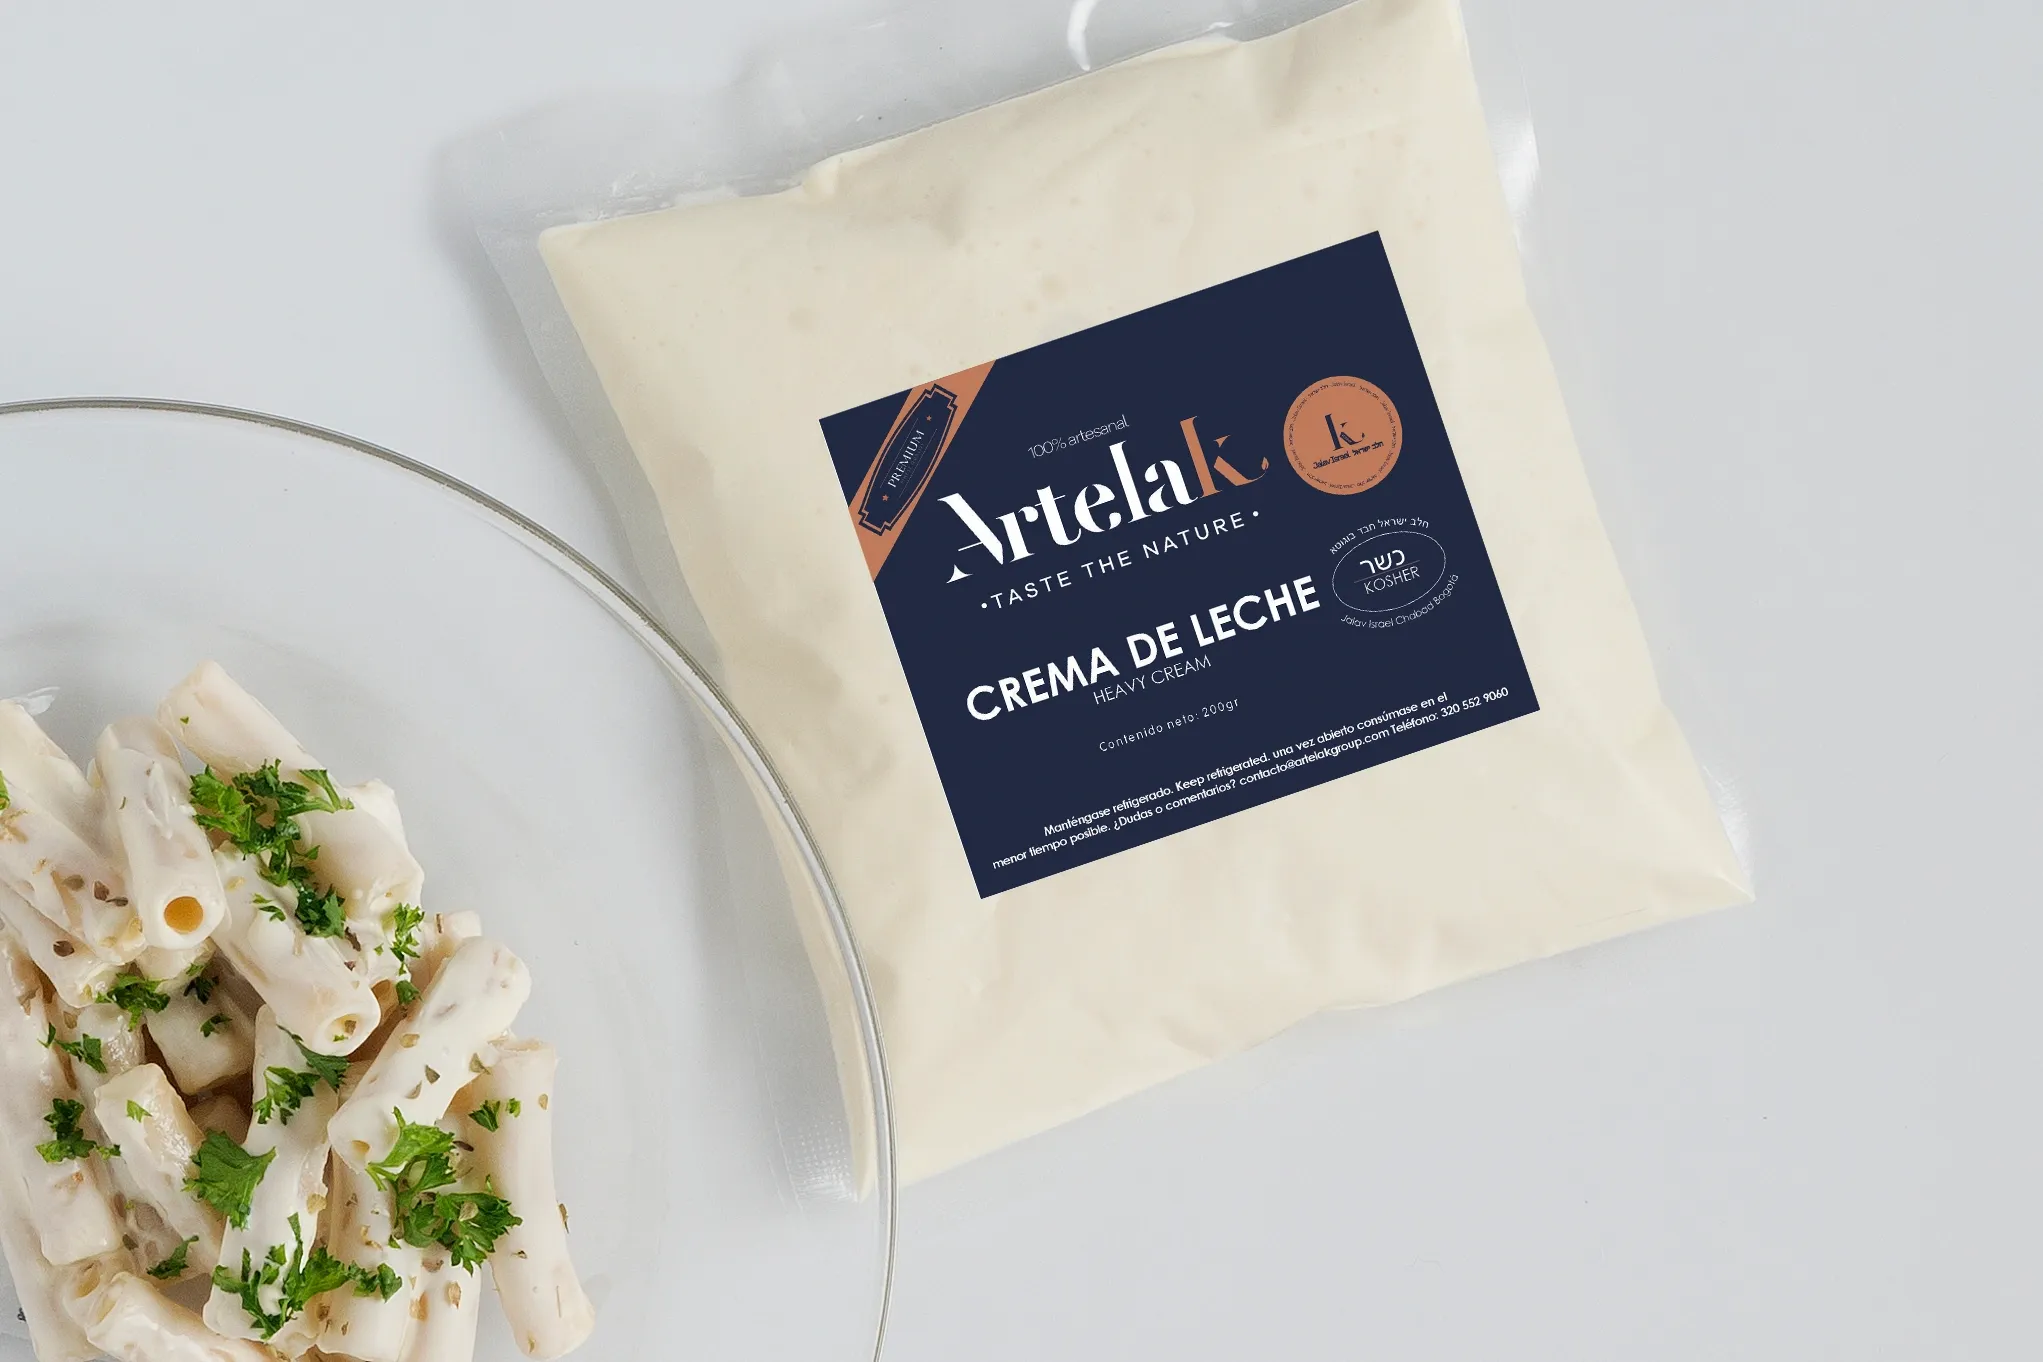 PREMIUM
100% artesanal
Artelak
•TASTE THE NATURE•
k
Jalav Israel חלב ישראל
חלב ישראל חבד בוגוטא
כשר
KOSHER
Jalav Israel Chabad Bogotá
CREMA DE LECHE
HEAVY CREAM
Contenido neto: 200gr
Manténgase refrigerado. Keep refrigerated. una vez abierto consúmase en el
menor tiempo posible. ¿Dudas o comentarios? contacto@artelakgroup.com Teléfono: 320 552 9060